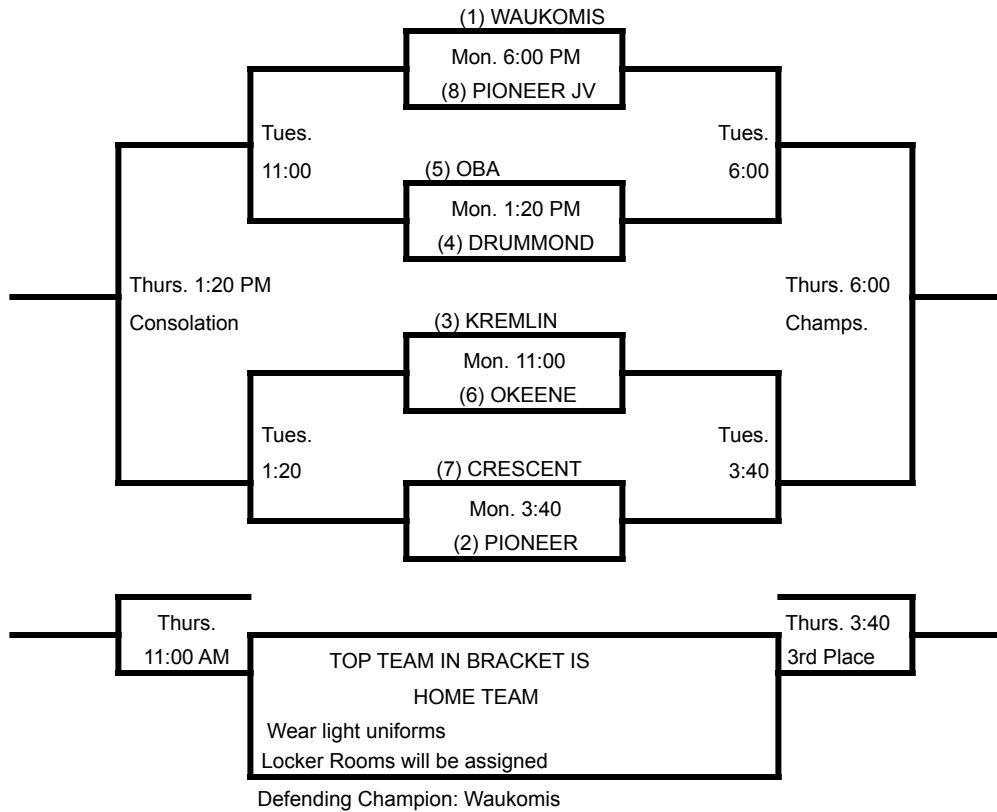 (1) WAUKOMIS
Mon. 6:00 PM
(8) PIONEER JV
Tues.
11:00
Tues.
6:00
(5) OBA
Mon. 1:20 PM
(4) DRUMMOND
Thurs. 1:20 PM
Consolation
Thurs. 6:00
Champs.
(3) KREMLIN
Mon. 11:00
(6) OKEENE
Tues.
1:20
Tues.
3:40
(7) CRESCENT
Mon. 3:40
(2) PIONEER
Thurs.
11:00 AM
Thurs. 3:40
3rd Place
TOP TEAM IN BRACKET IS
HOME TEAM
Wear light uniforms
Locker Rooms will be assigned
Defending Champion: Waukomis